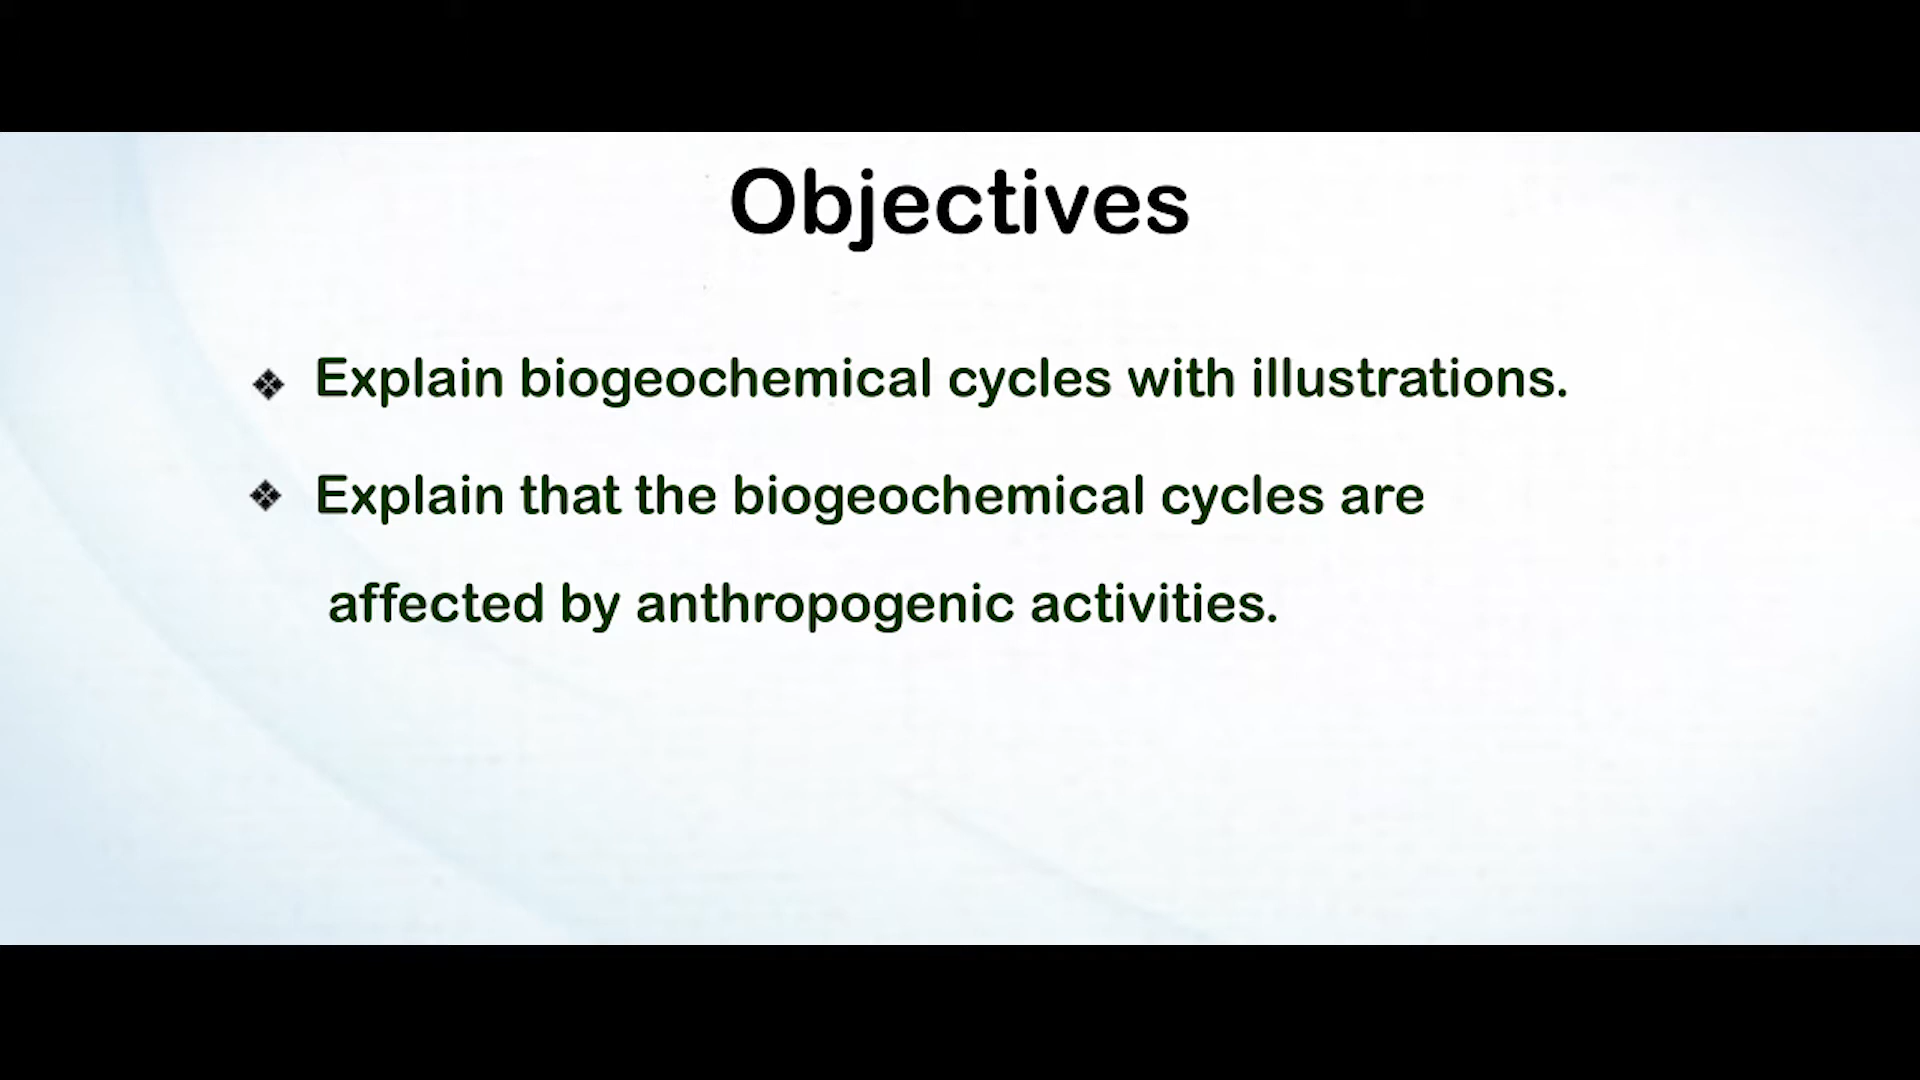 Objectives
❖ Explain biogeochemical cycles with illustrations.
❖ Explain that the biogeochemical cycles are
affected by anthropogenic activities.